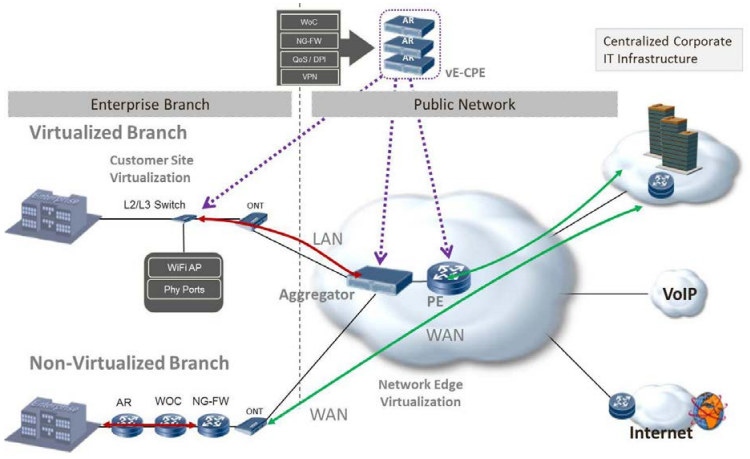 WoC
NG-FW
QoS / DPI
VPN
AR
AR
AR
vE-CPE
Centralized Corporate
IT Infrastructure
Enterprise Branch
Public Network
Virtualized Branch
Customer Site
Virtualization
L2/L3 Switch
ONT
LAN
WiFi AP
Phy Ports
Aggregator
PE
VoIP
WAN
Non-Virtualized Branch
Network Edge
Virtualization
AR
WOC
NG-FW
ONT
WAN
Internet